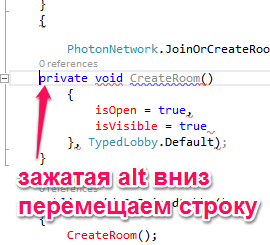 {
PhotonNetwork.JoinOrCreateRoo
0 references
private void CreateRoom()
{
isOpen = true,
isVisible = true
}, TypedLobby.Default);
}
зажатая alt вниз
перемещаем строку
{
CreateRoom();